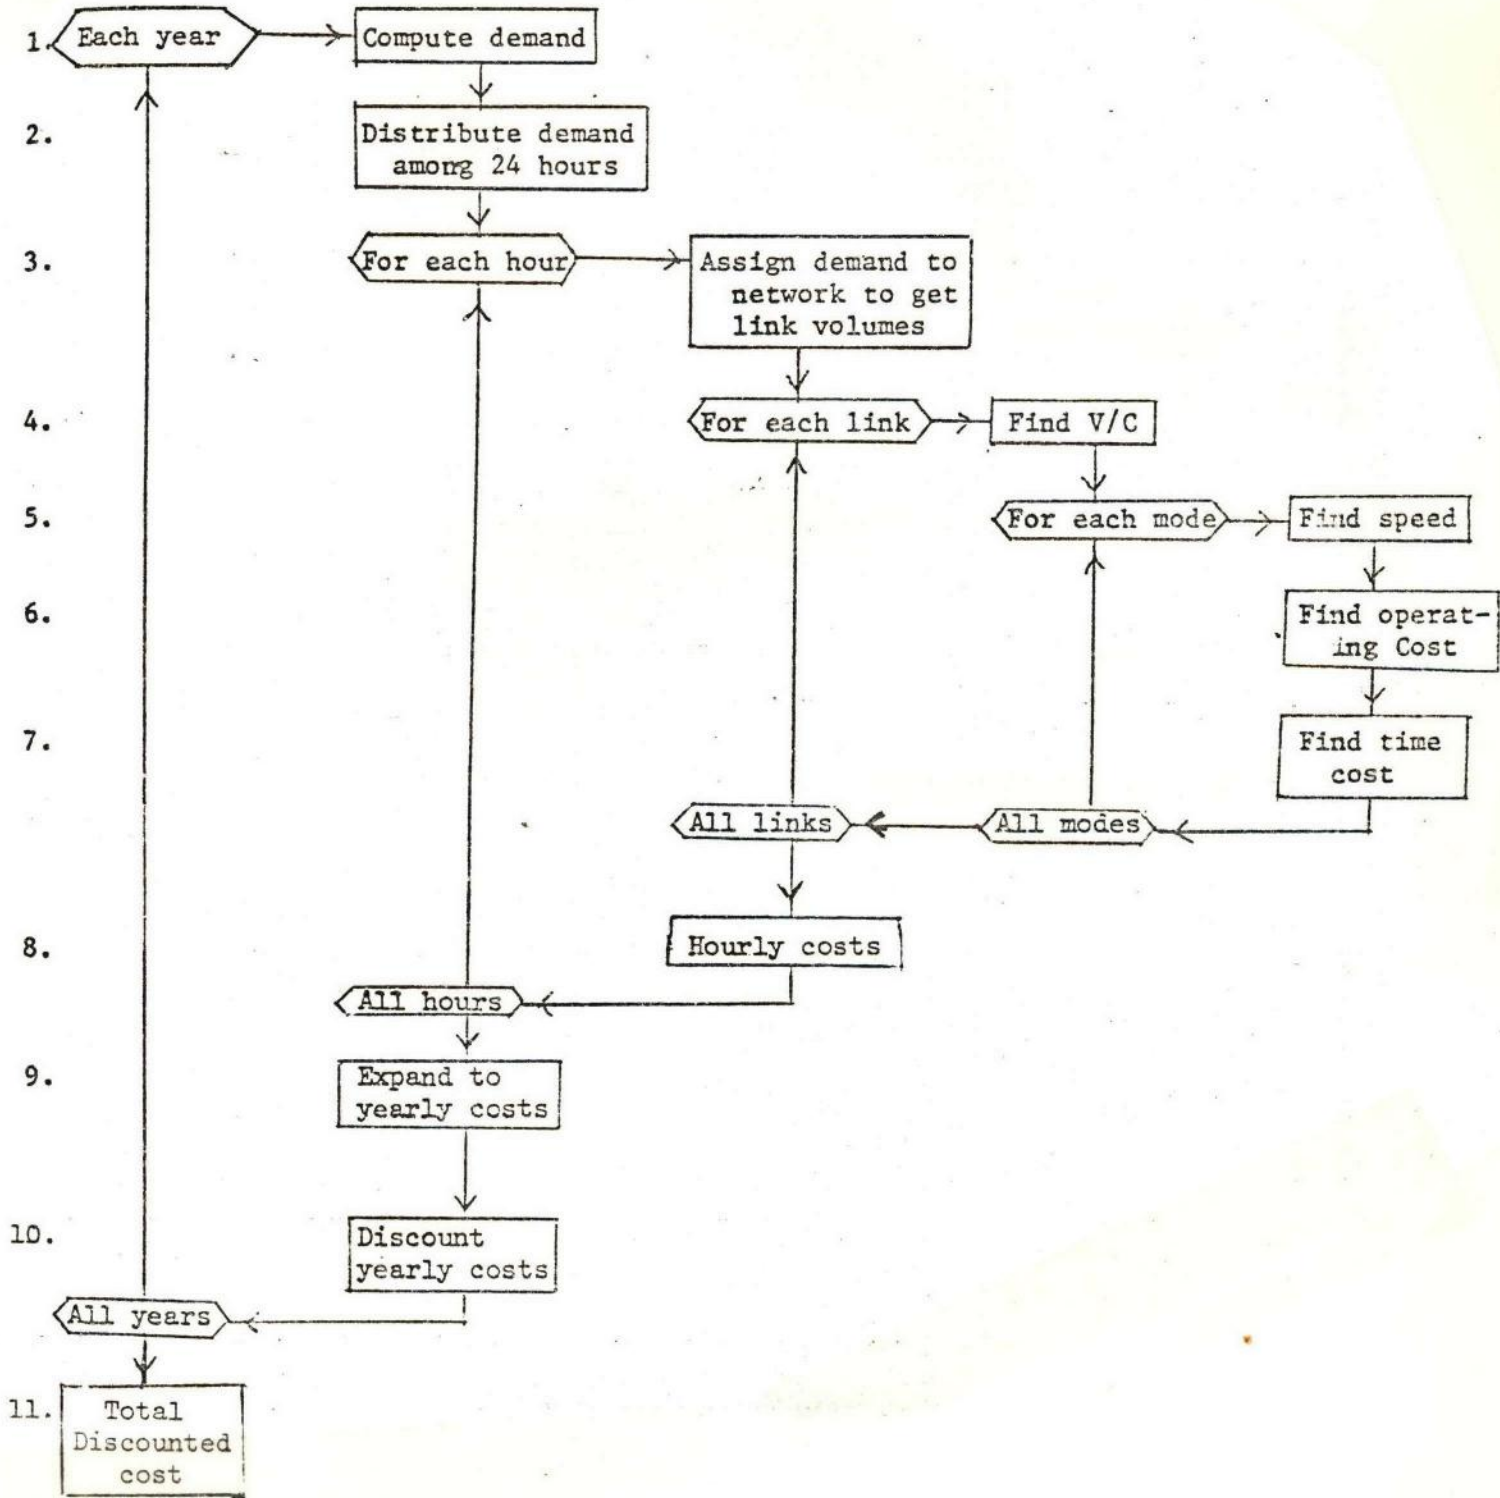 1. Each year Compute demand
2. Distribute demand
among 24 hours
3. For each hour Assign demand to
network to get
link volumes
4. For each link Find V/C
5. For each mode Find speed
6. Find operat-
ing Cost
7. Find time
cost
All links All modes
8. Hourly costs
All hours
9. Expand to
yearly costs
10. Discount
yearly costs
All years
11. Total
Discounted
cost